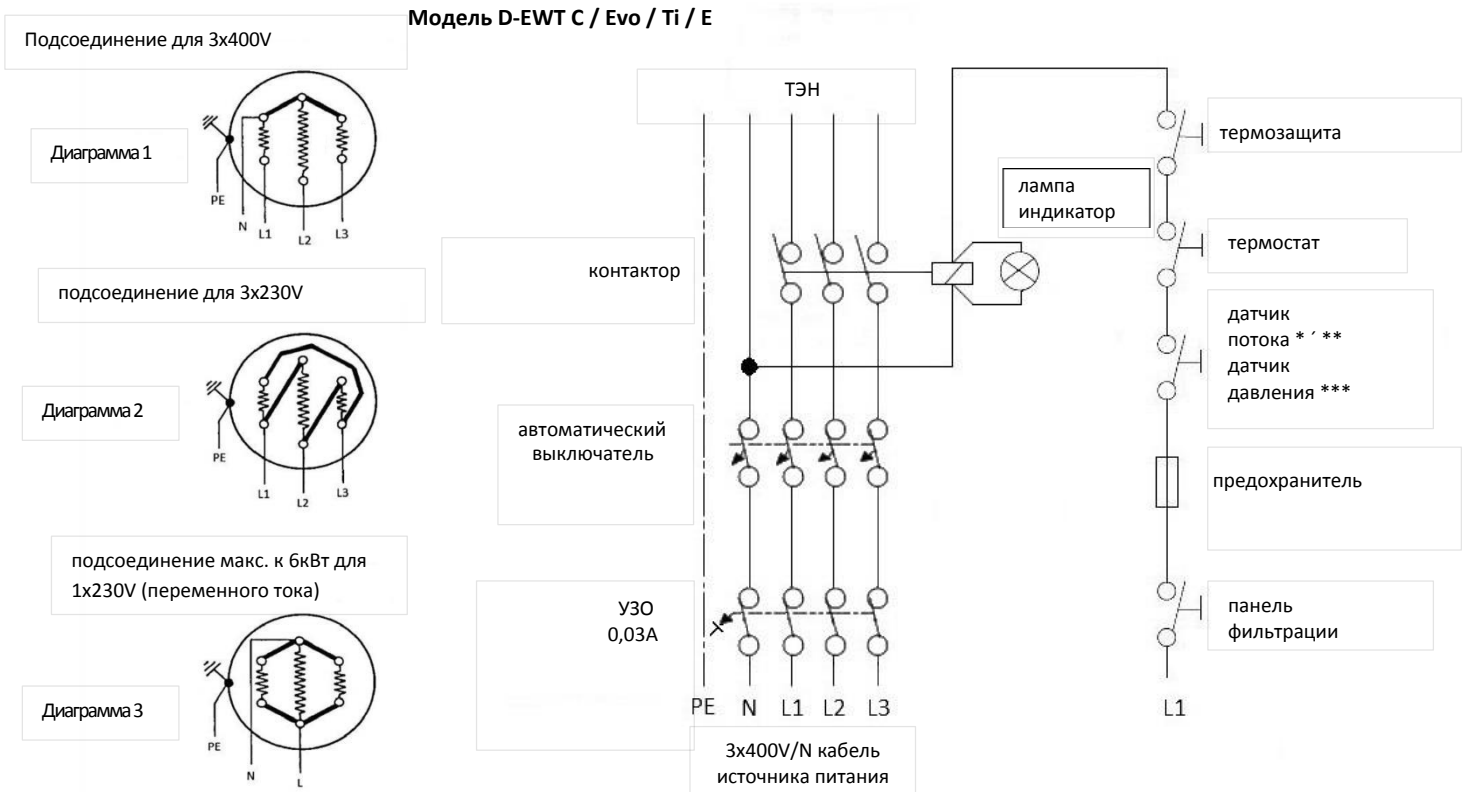 Модель D-EWT C / Evo / Ti / E
Подсоединение для 3x400V
Диаграмма 1
PE
N
L1
L2
L3
подсоединение для 3x230V
Диаграмма 2
PE
L1
L2
L3
подсоединение макс. к 6кВт для
1x230V (переменного тока)
Диаграмма 3
PE
N
L
ТЭН
контактор
автоматический
выключатель
УЗО
0,03А
PE N L1 L2 L3
3x400V/N кабель
источника питания
лампа
индикатор
термозащита
термостат
датчик
потока * ´ **
датчик
давления ***
предохранитель
панель
фильтрации
L1